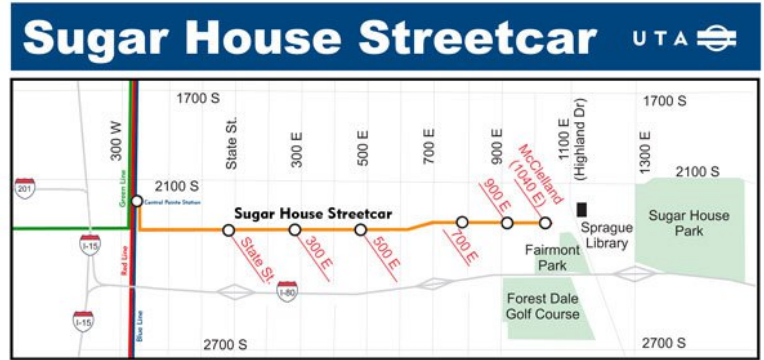 Sugar House Streetcar
UTA
1700 S
1700 S
300 W
State St.
300 E
500 E
700 E
900 E
1100 E
(Highland Dr)
1300 E
201
Green Line
2100 S
2100 S
Central Pointe Station
Sugar House Streetcar
State St.
300 E
500 E
700 E
900 E
McClelland
(1040 E)
Sprague
Library
Sugar House
Park
Fairmont
Park
I-15
Red Line
I-80
Forest Dale
Golf Course
I-15
Blue Line
2700 S
2700 S